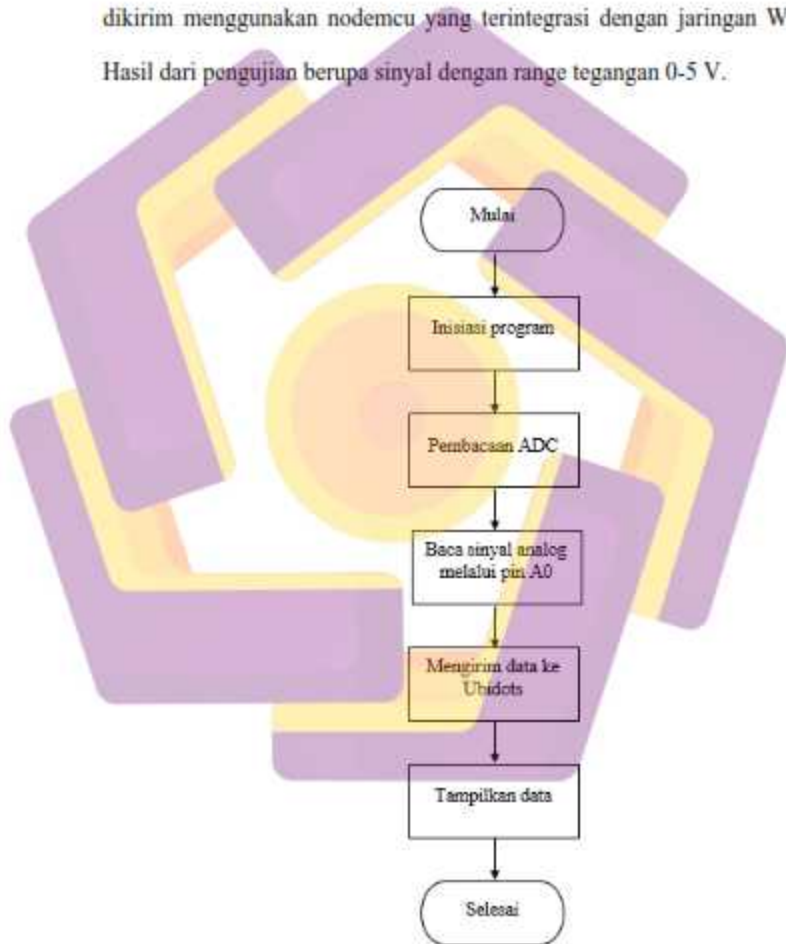 dikirim menggunakan nodemcu yang terintegrasi dengan jaringan W
Hasil dari pengujian berupa sinyal dengan range tegangan 0-5 V.
Mulai
Inisiasi program
Pembacaan ADC
Baca sinyal analog
melalui pin A0
Mengirim data ke
Ubidots
Tampilkan data
Selesai